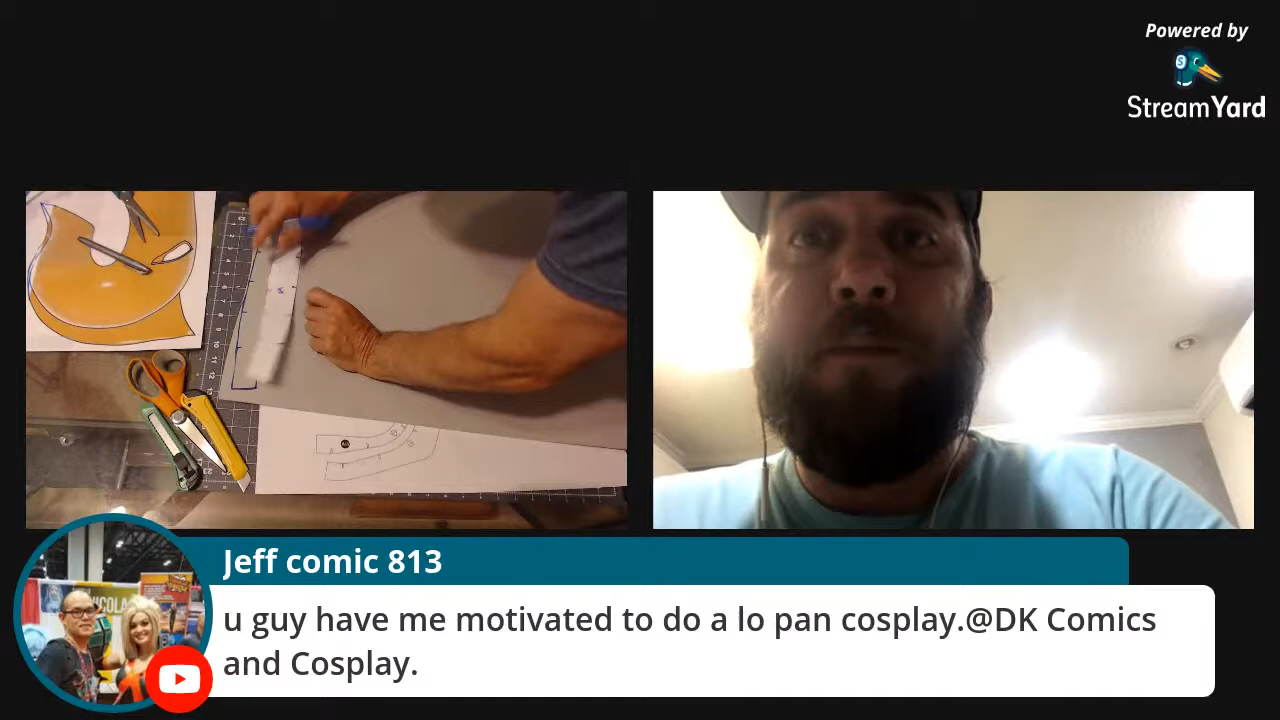 Powered by
S
StreamYard
Jeff comic 813
u guy have me motivated to do a lo pan cosplay.@DK Comics
and Cosplay.